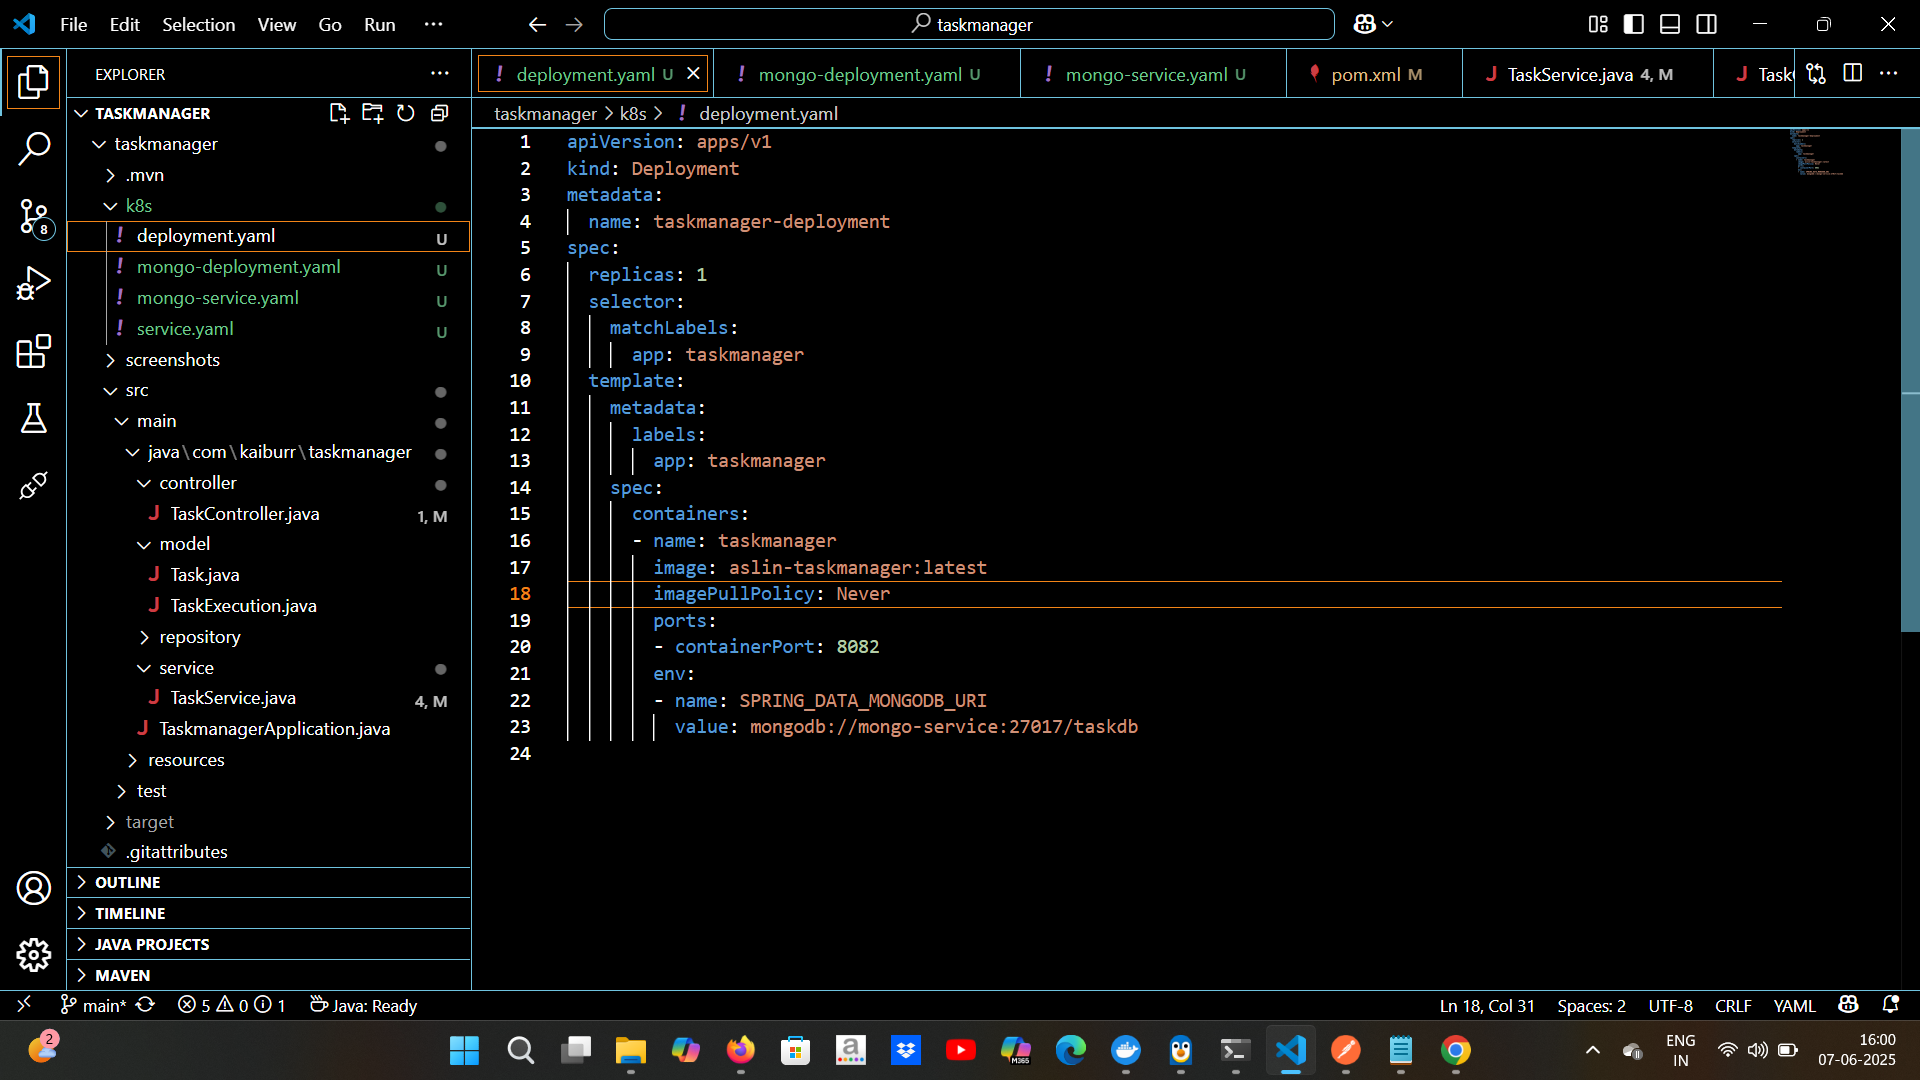 File Edit Selection View Go Run ···
taskmanager
EXPLORER
TASKMANAGER
taskmanager
.mvn
k8s
deployment.yaml U
mongo-deployment.yaml U
mongo-service.yaml U
service.yaml U
screenshots
src
main
java\com\kaiburr\taskmanager
controller
TaskController.java 1, M
model
Task.java
TaskExecution.java
repository
service
TaskService.java 4, M
TaskmanagerApplication.java
resources
test
target
.gitattributes
OUTLINE
TIMELINE
JAVA PROJECTS
MAVEN
8
! deployment.yaml U
! mongo-deployment.yaml U
! mongo-service.yaml U
pom.xml M
J TaskService.java 4, M
J Task
taskmanager > k8s > ! deployment.yaml
1 apiVersion: apps/v1
2 kind: Deployment
3 metadata:
4 name: taskmanager-deployment
5 spec:
6 replicas: 1
7 selector:
8 matchLabels:
9 app: taskmanager
10 template:
11 metadata:
12 labels:
13 app: taskmanager
14 spec:
15 containers:
16 - name: taskmanager
17 image: aslin-taskmanager:latest
18 imagePullPolicy: Never
19 ports:
20 - containerPort: 8082
21 env:
22 - name: SPRING_DATA_MONGODB_URI
23 value: mongodb://mongo-service:27017/taskdb
24
main* 5 0 1 Java: Ready
Ln 18, Col 31 Spaces: 2 UTF-8 CRLF YAML
2
M365
ENG
IN
16:00
07-06-2025